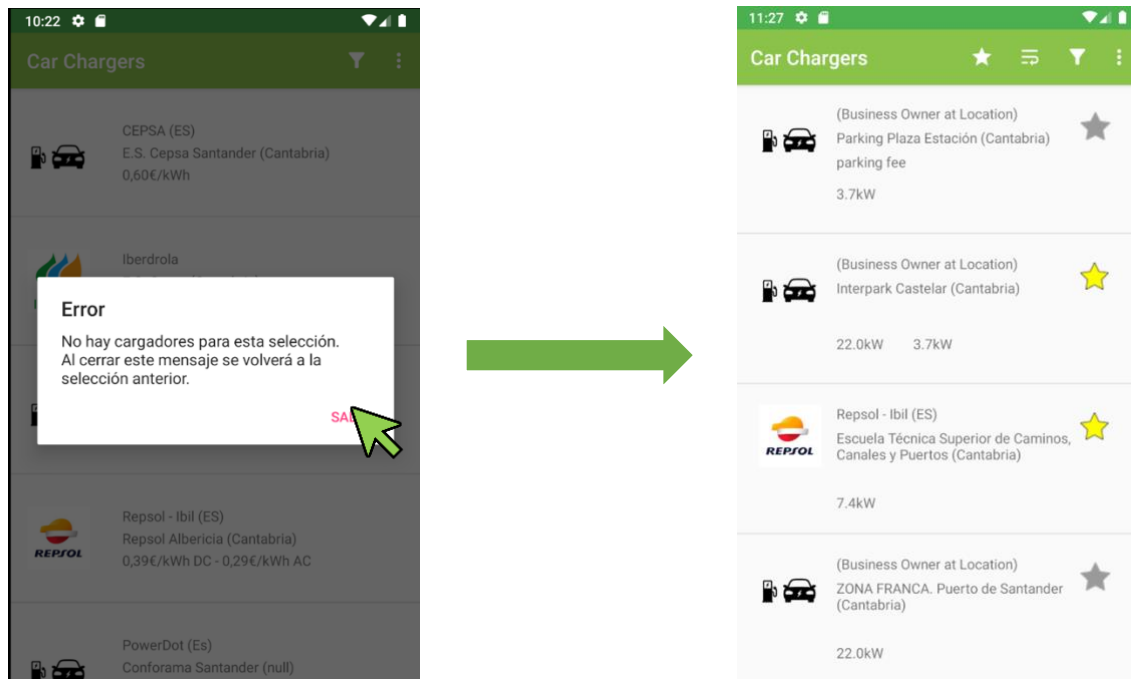 10:22
Car Chargers
CEPSA (ES)
E.S. Cepsa Santander (Cantabria)
0,60€/kWh
Iberdrola
Error
No hay cargadores para esta selección.
Al cerrar este mensaje se volverá a la
selección anterior.
REPSOL
Repsol - Ibil (ES)
Repsol Albericia (Cantabria)
0,39€/kWh DC - 0,29€/kWh AC
PowerDot (Es)
Conforama Santander (null)
11:27
Car Chargers
(Business Owner at Location)
Parking Plaza Estación (Cantabria)
parking fee
3.7kW
(Business Owner at Location)
Interpark Castelar (Cantabria)
22.0kW 3.7kW
REPSOL
Repsol - Ibil (ES)
Escuela Técnica Superior de Caminos,
Canales y Puertos (Cantabria)
7.4kW
(Business Owner at Location)
ZONA FRANCA. Puerto de Santander
(Cantabria)
22.0kW